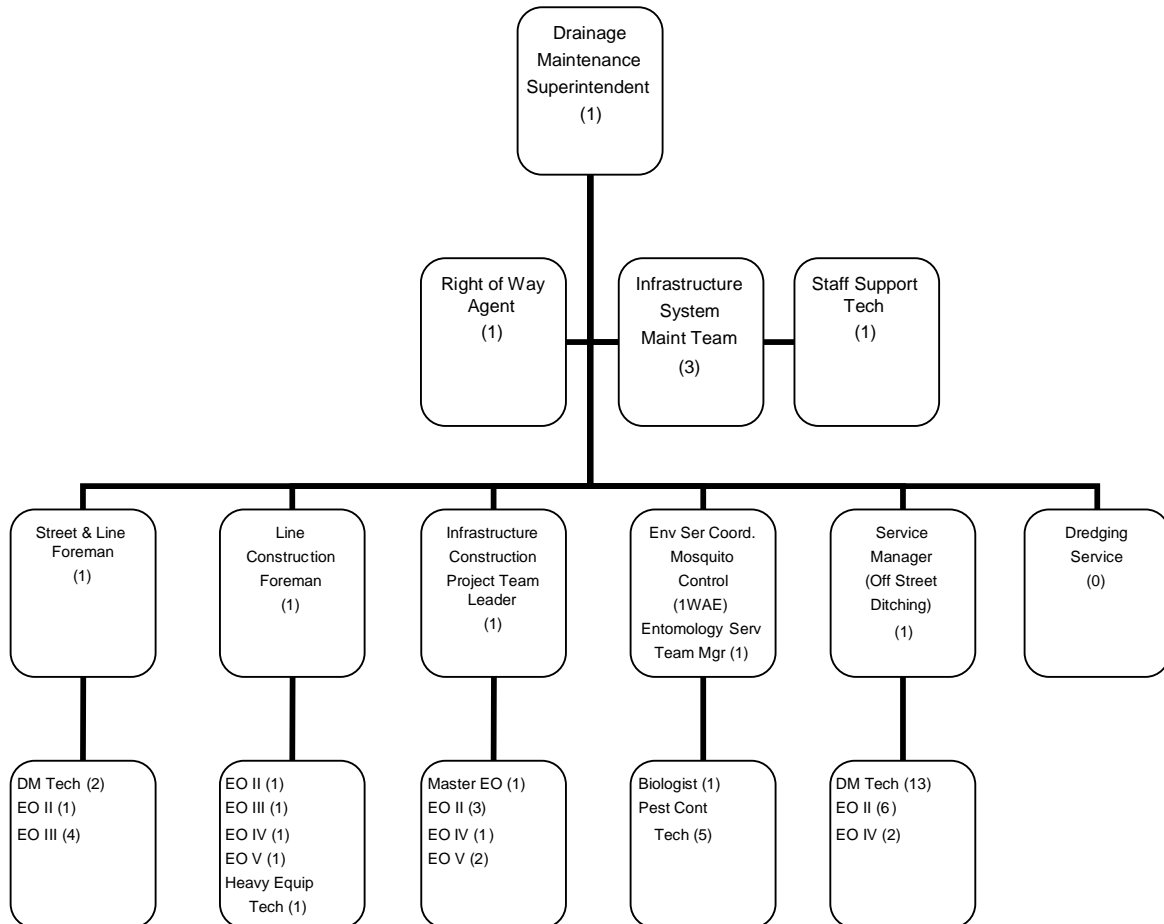 Drainage
Maintenance
Superintendent
(1)
Right of Way
Agent
(1)
Infrastructure
System
Maint Team
(3)
Staff Support
Tech
(1)
Street & Line
Foreman
(1)
Line
Construction
Foreman
(1)
Infrastructure
Construction
Project Team
Leader
(1)
Env Ser Coord.
Mosquito
Control
(1WAE)
Entomology Serv
Team Mgr (1)
Service
Manager
(Off Street
Ditching)
(1)
Dredging
Service
(0)
DM Tech (2)
EO II (1)
EO III (4)
EO II (1)
EO III (1)
EO IV (1)
EO V (1)
Heavy Equip
Tech (1)
Master EO (1)
EO II (3)
EO IV (1)
EO V (2)
Biologist (1)
Pest Cont
Tech (5)
DM Tech (13)
EO II (6)
EO IV (2)